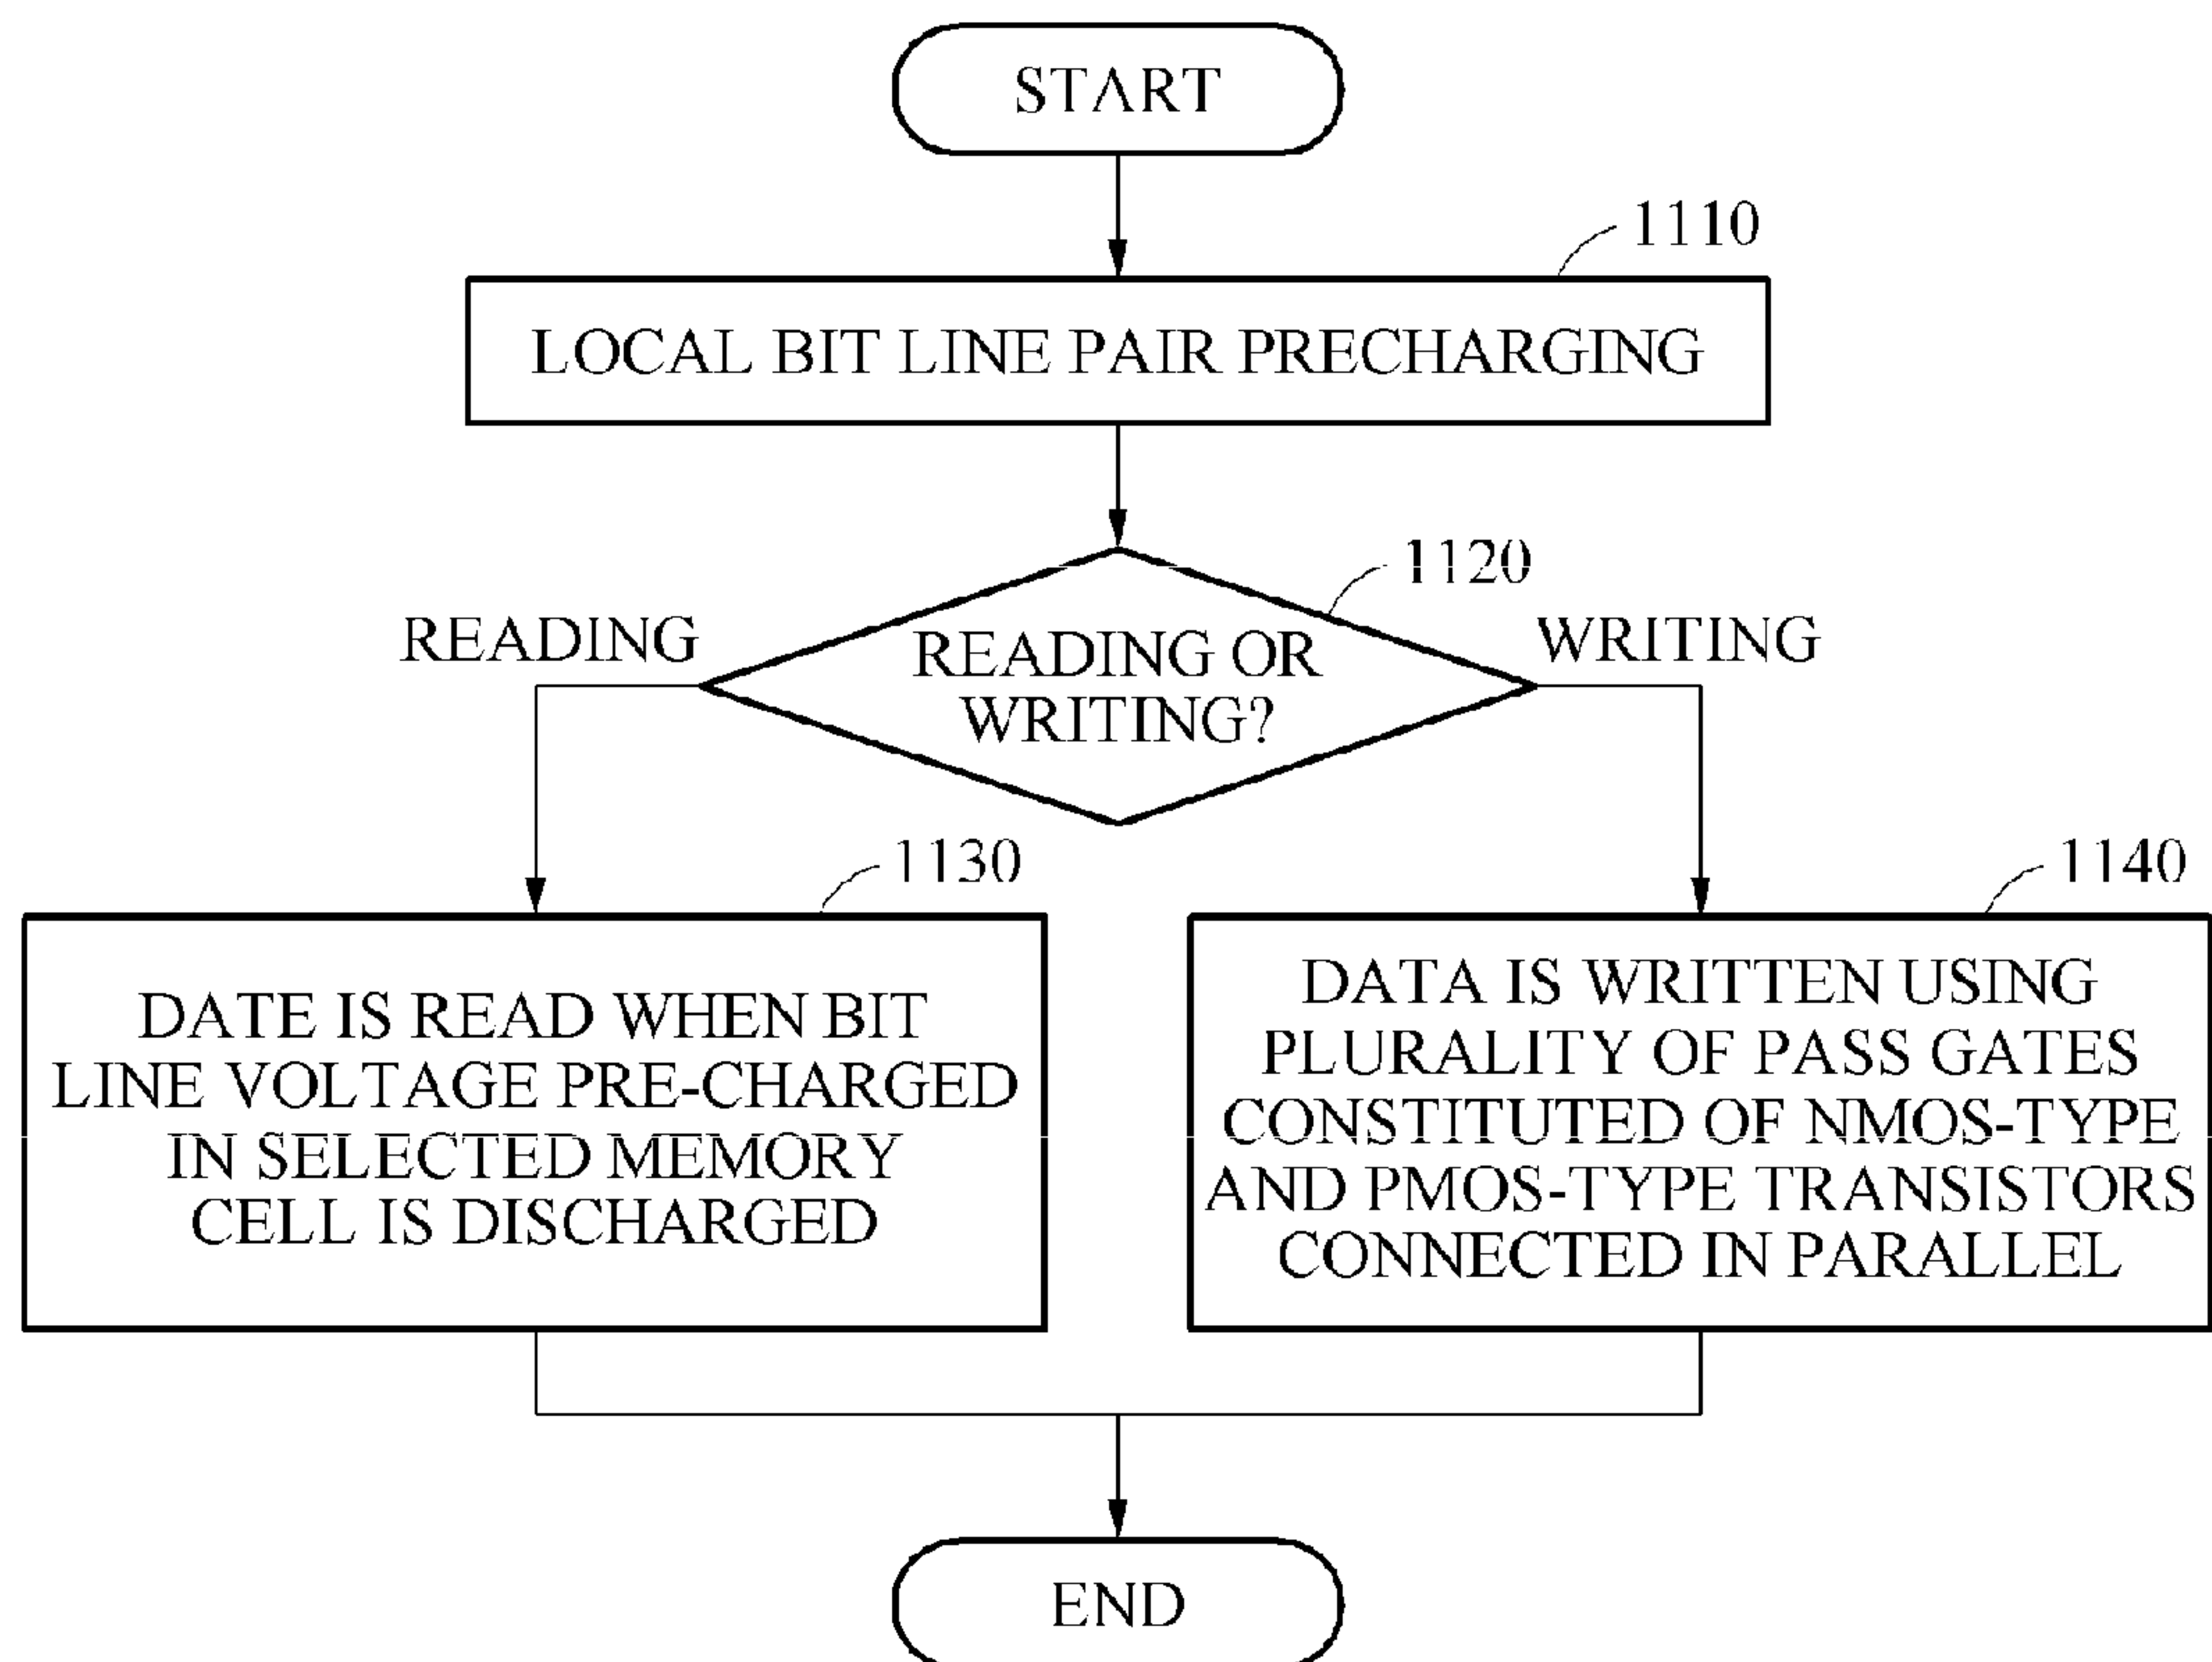 START
1110
LOCAL BIT LINE PAIR PRECHARGING
1120
READING
READING OR
WRITING?
WRITING
1130
DATE IS READ WHEN BIT
LINE VOLTAGE PRE-CHARGED
IN SELECTED MEMORY
CELL IS DISCHARGED
1140
DATA IS WRITTEN USING
PLURALITY OF PASS GATES
CONSTITUTED OF NMOS-TYPE
AND PMOS-TYPE TRANSISTORS
CONNECTED IN PARALLEL
END